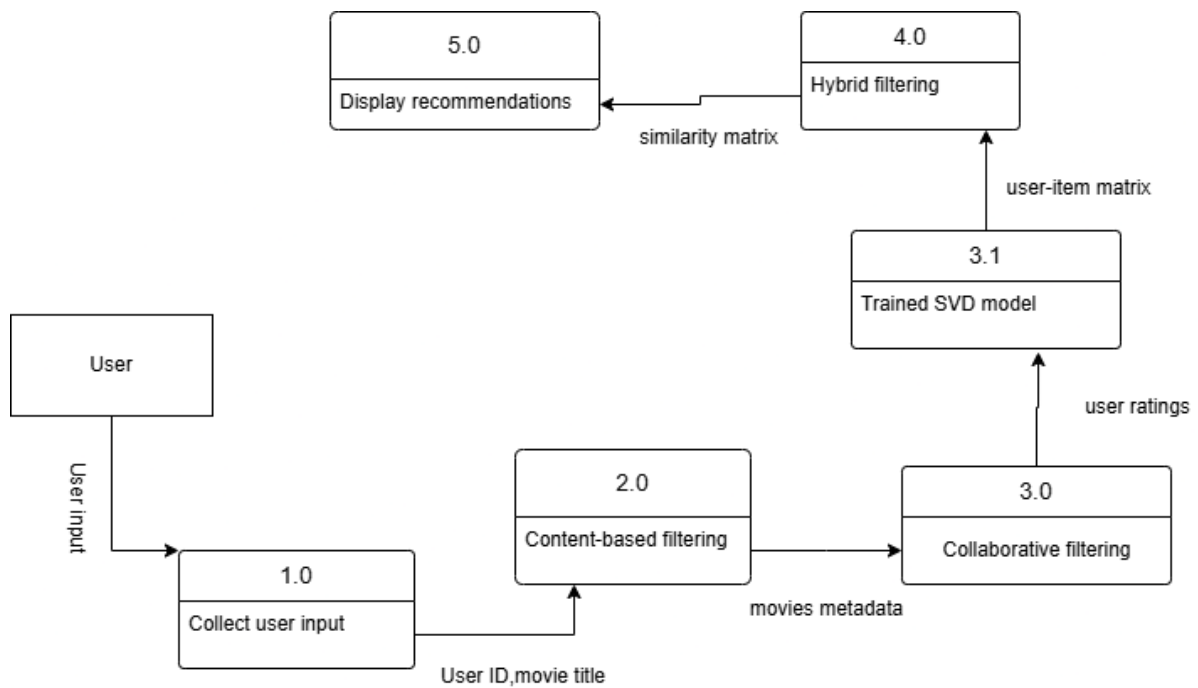 5.0
Display recommendations
4.0
Hybrid filtering
similarity matrix
user-item matrix
3.1
Trained SVD model
User
user ratings
User input
2.0
Content-based filtering
3.0
Collaborative filtering
1.0
Collect user input
movies metadata
User ID,movie title